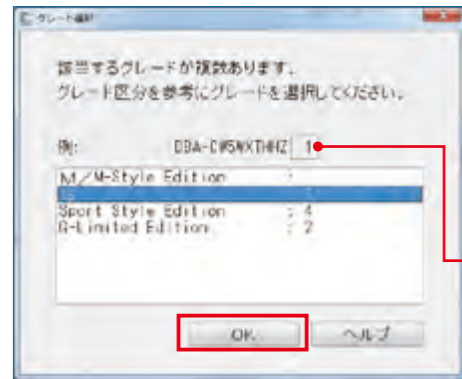 グレード選択
該当するグレードが複数あります。
グレード区分を参考にグレードを選択してください。
例: DBA-CW5WXTHHZ 1
M/M-Style Edition :
Sport Style Edition : 4
G-Limited Edition : 2
OK
ヘルプ